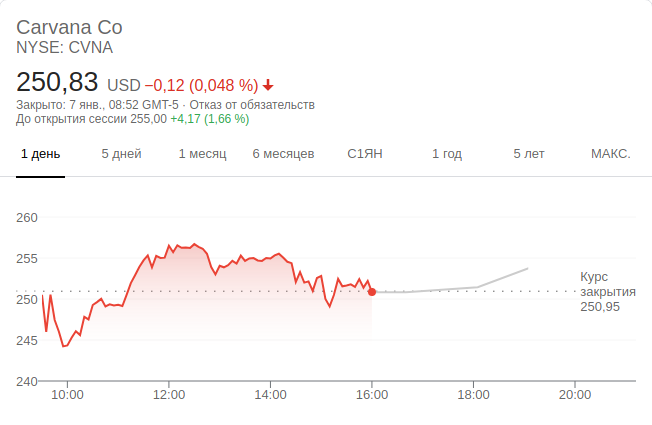 Carvana Co
NYSE: CVNA
250,83 USD −0,12 (0,048 %)
Закрыто: 7 янв., 08:52 GMT-5 · Отказ от обязательств
До открытия сессии 255,00 +4,17 (1,66 %)
1 день 5 дней 1 месяц 6 месяцев С1ЯН 1 год 5 лет МАКС.
260
255
250
245
240
Курс
закрытия
250,95
10:00 12:00 14:00 16:00 18:00 20:00